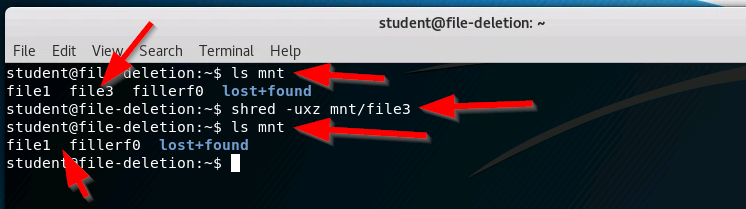 student@file-deletion: ~
File Edit View Search Terminal Help
student@file-deletion:~$ ls mnt
file1 file3 fillerf0 lost+found
student@file-deletion:~$ shred -uxz mnt/file3
student@file-deletion:~$ ls mnt
file1 fillerf0 lost+found
student@file-deletion:~$